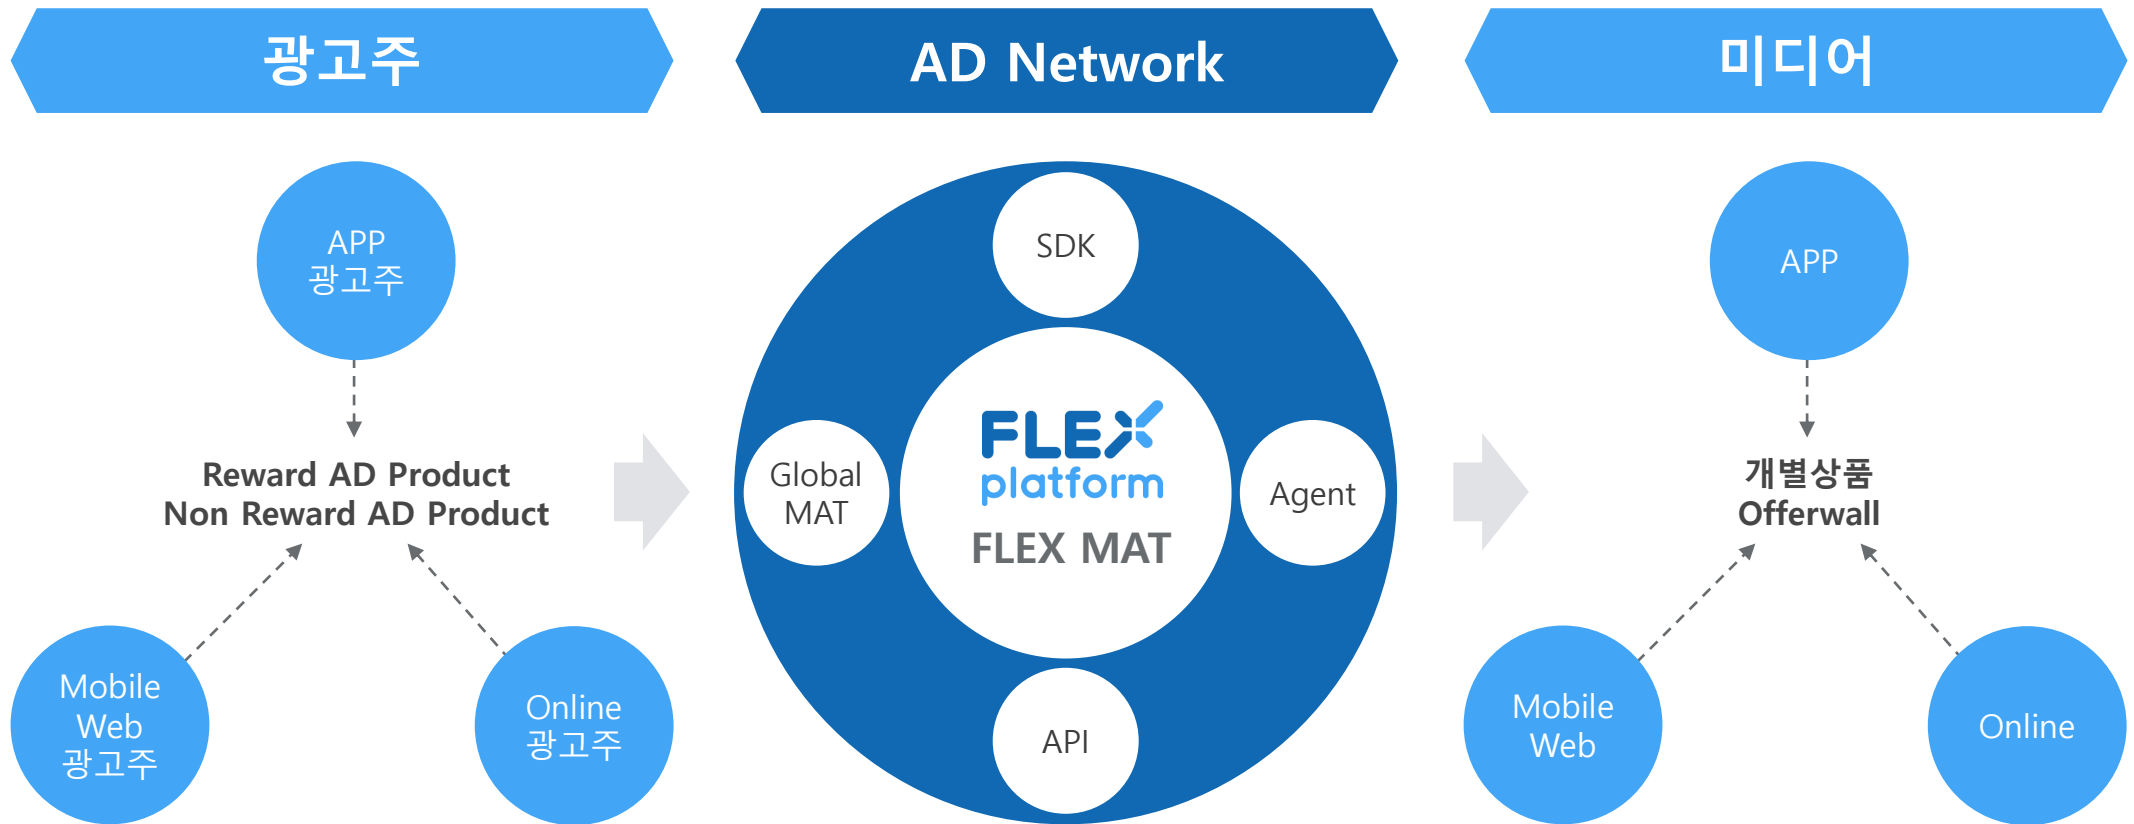 광고주
AD Network
미디어
APP
광고주
Reward AD Product
Non Reward AD Product
Mobile
Web
광고주
Online
광고주
SDK
Global
MAT
FLEX
platform
FLEX MAT
Agent
API
APP
개별상품
Offerwall
Mobile
Web
Online